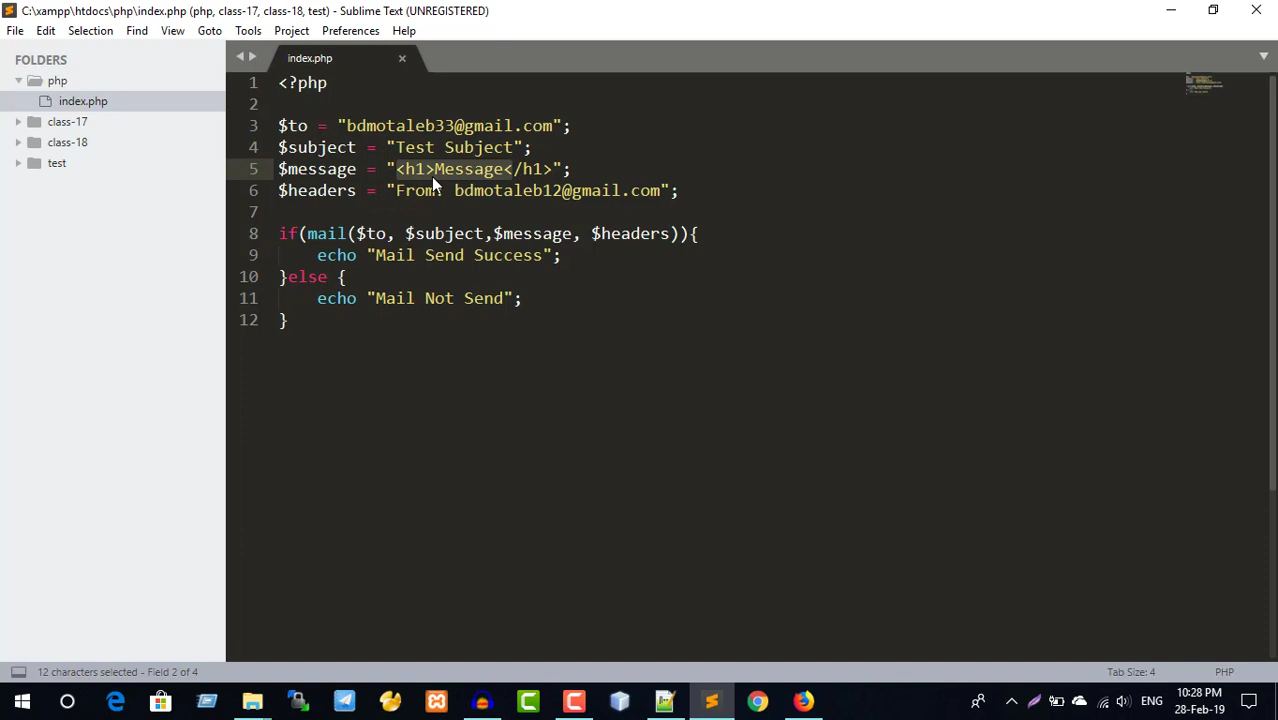 C:\xampp\htdocs\php\index.php (php, class-17, class-18, test) - Sublime Text (UNREGISTERED)
File Edit Selection Find View Goto Tools Project Preferences Help
FOLDERS
php
index.php
class-17
class-18
test
index.php
1 <?php
2
3 $to = "bdmotaleb33@gmail.com";
4 $subject = "Test Subject";
5 $message = "<h1>Message</h1>";
6 $headers = "From: bdmotaleb12@gmail.com";
7
8 if(mail($to, $subject,$message, $headers)){
9 echo "Mail Send Success";
10 }else {
11 echo "Mail Not Send";
12 }
12 characters selected - Field 2 of 4
Tab Size: 4
PHP
ENG
10:28 PM
28-Feb-19